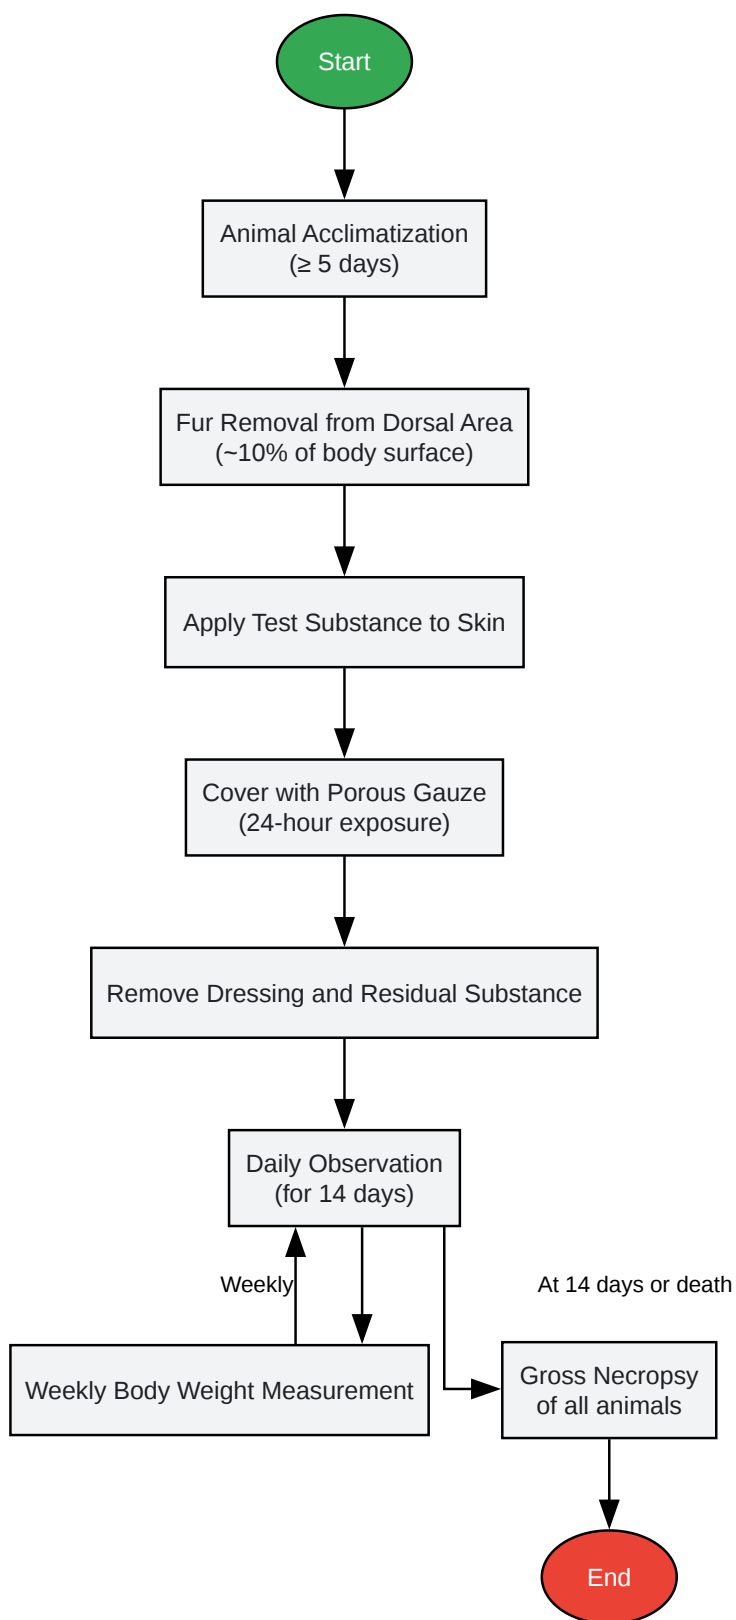 Start
Animal Acclimatization
(≥ 5 days)
Fur Removal from Dorsal Area
(~10% of body surface)
Apply Test Substance to Skin
Cover with Porous Gauze
(24-hour exposure)
Remove Dressing and Residual Substance
Daily Observation
(for 14 days)
Weekly
At 14 days or death
Weekly Body Weight Measurement
Gross Necropsy
of all animals
End